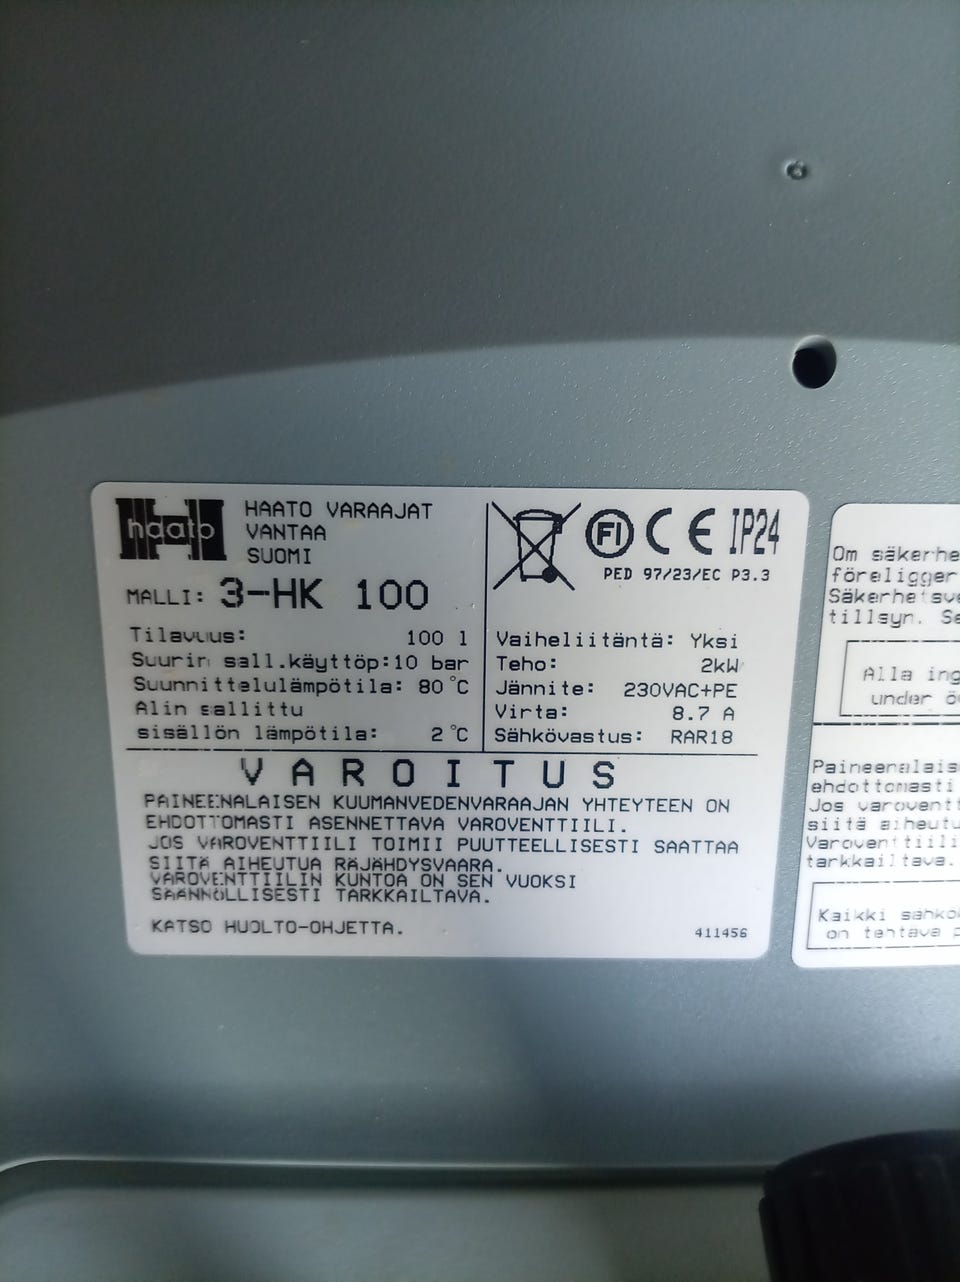 haato
HAATO VARAAJAT
VANTAA
SUOMI
MALLI: 3-HK 100
Tilavuus: 100 l
Suurin sall.käyttöp:10 bar
Suunnittelulämpötila: 80°C
Alin sallittu
sisällön lämpötila: 2°C
FI CE IP24
PED 97/23/EC P3.3
Vaiheliitäntä: Yksi
Teho: 2kW
Jännite: 230VAC+PE
Virta: 8.7 A
Sähkövastus: RAR18
VAROITUS
PAINEENALAISEN KUUMANVEDENVARAAJAN YHTEYTEEN ON
EHDOTTOMASTI ASENNETTAVA VAROVENTTIILI.
JOS VAROVENTTIILI TOIMII PUUTTEELLISESTI SAATTAA
SIITÄ AIHEUTUA RÄJÄHDYSVAARA.
VAROVENTTIILIN KUNTOA ON SEN VUOKSI
SÄÄNNÖLLISESTI TARKKAILTAVA.
KATSO HUOLTO-OHJETTA.
411456
Om säkerhe
föreligger
Säkerhetsve
tillsyn. Se
Alla ing
under öv
Paineenalais
ehdottomasti
Jos varovent
siitä aiheutu
Varoventtiili
tarkkailtava.
Kaikki sähkö
on tehtävä p